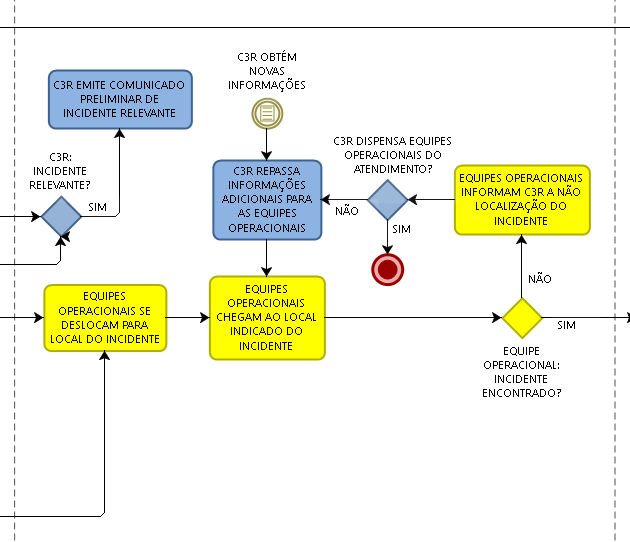 C3R OBTÉM
NOVAS
INFORMAÇÕES
C3R EMITE COMUNICADO
PRELIMINAR DE
INCIDENTE RELEVANTE
C3R:
INCIDENTE
RELEVANTE?
SIM
C3R REPASSA
INFORMAÇÕES
ADICIONAIS PARA
AS EQUIPES
OPERACIONAIS
C3R DISPENSA EQUIPES
OPERACIONAIS DO
ATENDIMENTO?
NÃO
SIM
EQUIPES OPERACIONAIS
INFORMAM C3R A NÃO
LOCALIZAÇÃO DO
INCIDENTE
EQUIPES
OPERACIONAIS SE
DESLOCAM PARA
LOCAL DO INCIDENTE
EQUIPES
OPERACIONAIS
CHEGAM AO LOCAL
INDICADO DO
INCIDENTE
NÃO
SIM
EQUIPE
OPERACIONAL:
INCIDENTE
ENCONTRADO?